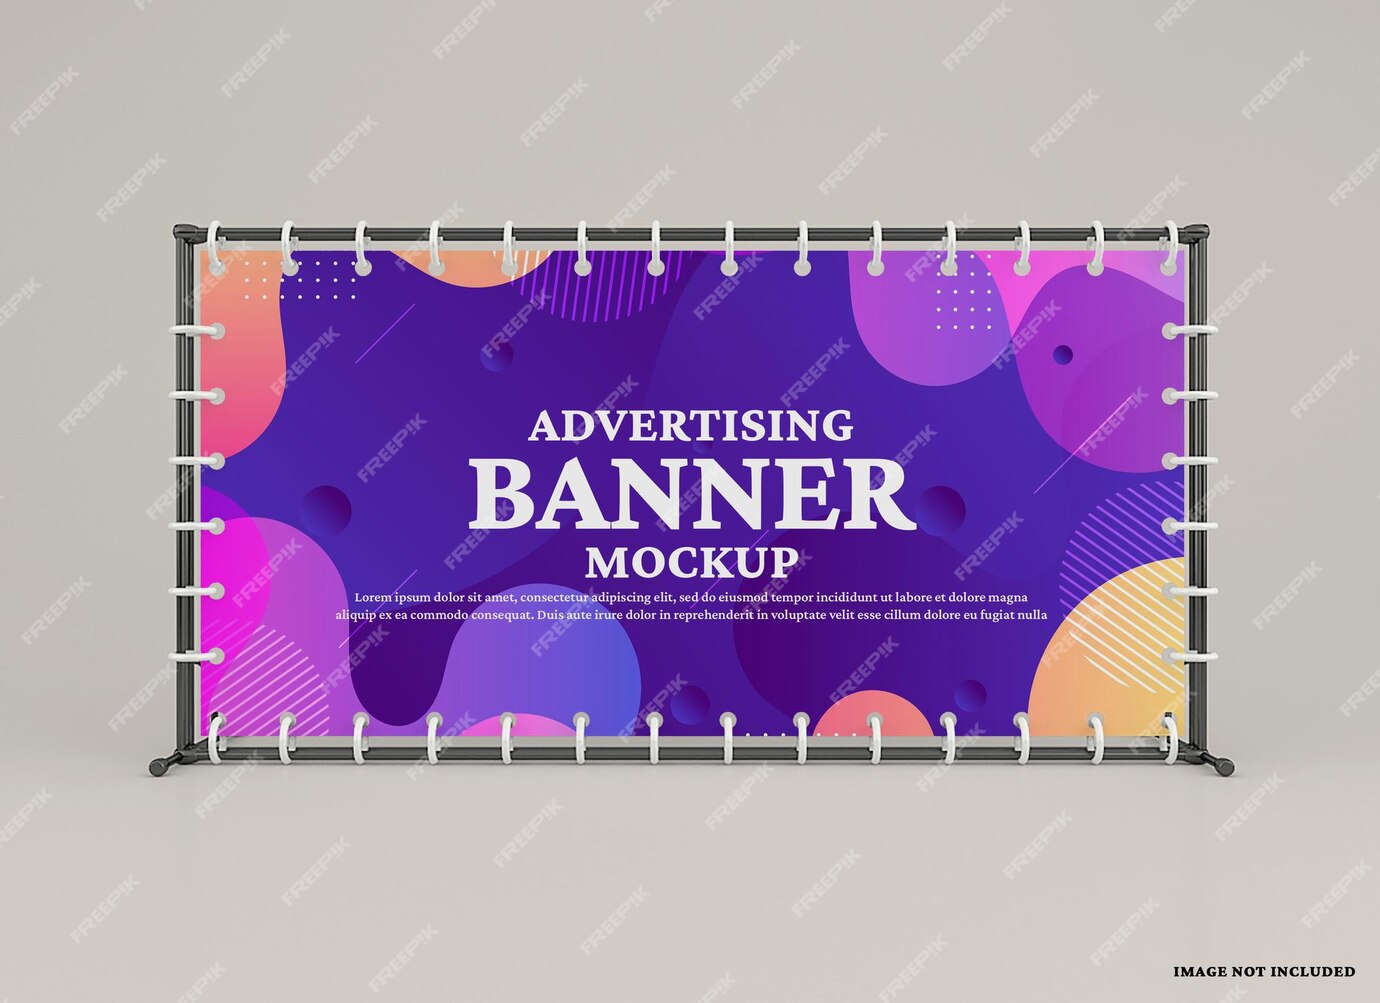 ADVERTISING
BANNER
MOCKUP
Lorem ipsum dolor sit amet, consectetur adipiscing elit, sed do eiusmod tempor incididunt ut labore et dolore magna
aliquip ex ea commodo consequat. Duis aute irure dolor in reprehenderit in voluptate velit esse cillum dolore eu fugiat nulla
IMAGE NOT INCLUDED
FREEPIK